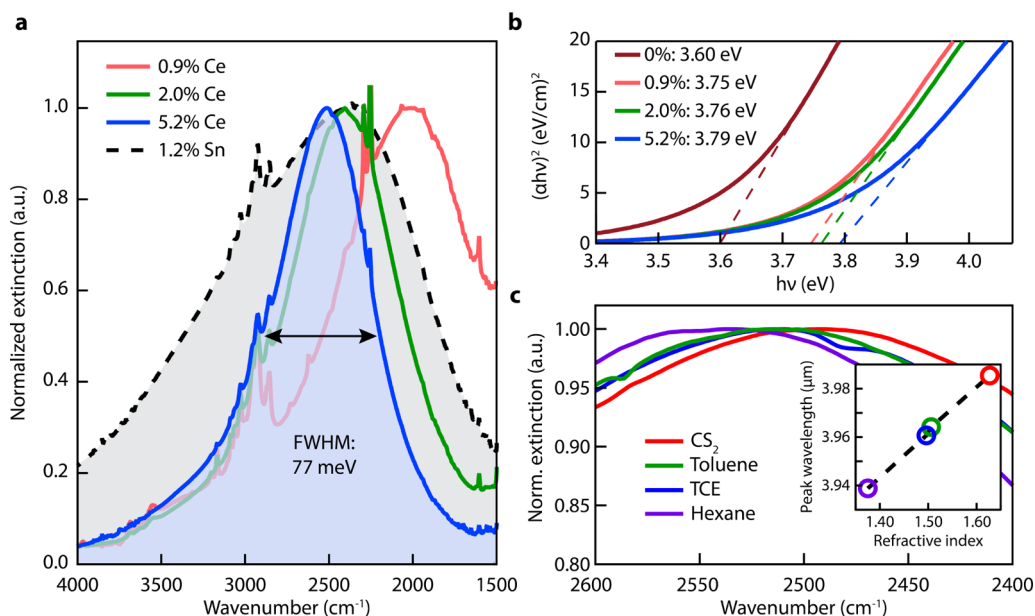 a
Normalized extinction (a.u.)
1.0
0.8
0.6
0.4
0.2
0.0
0.9% Ce
2.0% Ce
5.2% Ce
1.2% Sn
FWHM:
77 meV
4000 3500 3000 2500 2000 1500
Wavenumber (cm⁻¹)
b
(αhν)² (eV/cm)²
20
15
10
5
0
0%: 3.60 eV
0.9%: 3.75 eV
2.0%: 3.76 eV
5.2%: 3.79 eV
3.4 3.5 3.6 3.7 3.8 3.9 4.0
hν (eV)
c
Norm. extinction (a.u.)
1.00
0.95
0.90
0.85
0.80
CS₂
Toluene
TCE
Hexane
Peak wavelength (μm)
3.98
3.96
3.94
1.40 1.50 1.60
Refractive index
2600 2550 2500 2450 2400
Wavenumber (cm⁻¹)